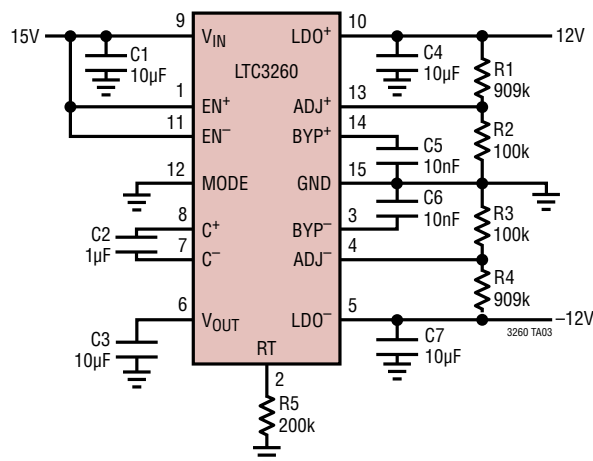 9
10
15V
V_IN
LDO+
12V
C1
10µF
LTC3260
C4
10µF
R1
909k
1
13
EN+
ADJ+
14
11
EN−
BYP+
R2
100k
C5
10nF
12
15
MODE
GND
C6
10nF
8
C+
3
BYP−
R3
100k
C2
1µF
7
C−
4
ADJ−
R4
909k
6
5
V_OUT
LDO−
−12V
3260 TA03
C3
10µF
C7
10µF
RT
2
R5
200k